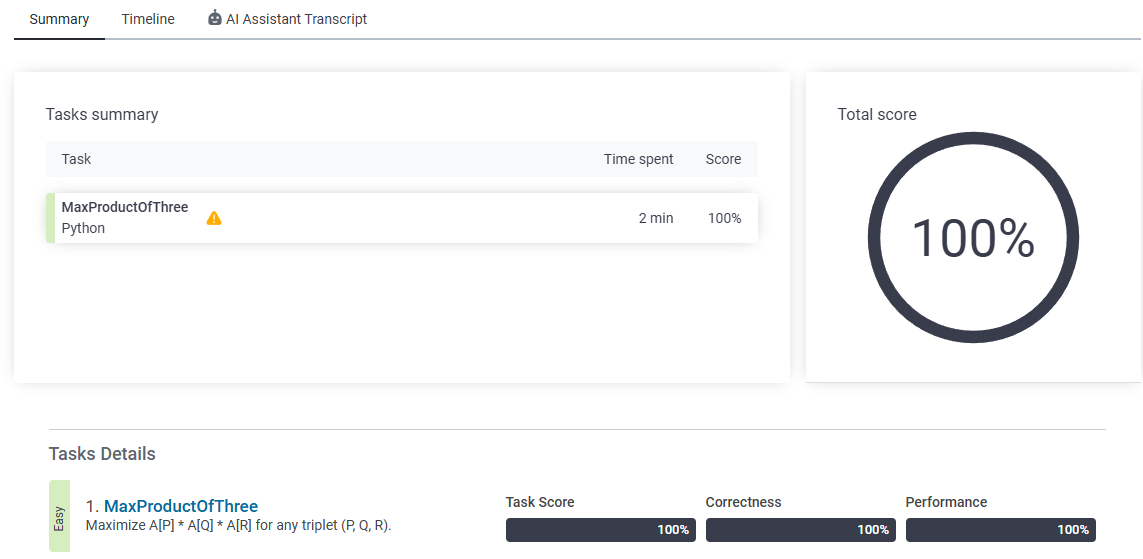 Summary Timeline AI Assistant Transcript
Tasks summary
Task Time spent Score
MaxProductOfThree
Python
2 min 100%
Total score
100%
Tasks Details
Easy
1. MaxProductOfThree
Maximize A[P] * A[Q] * A[R] for any triplet (P, Q, R).
Task Score
100%
Correctness
100%
Performance
100%